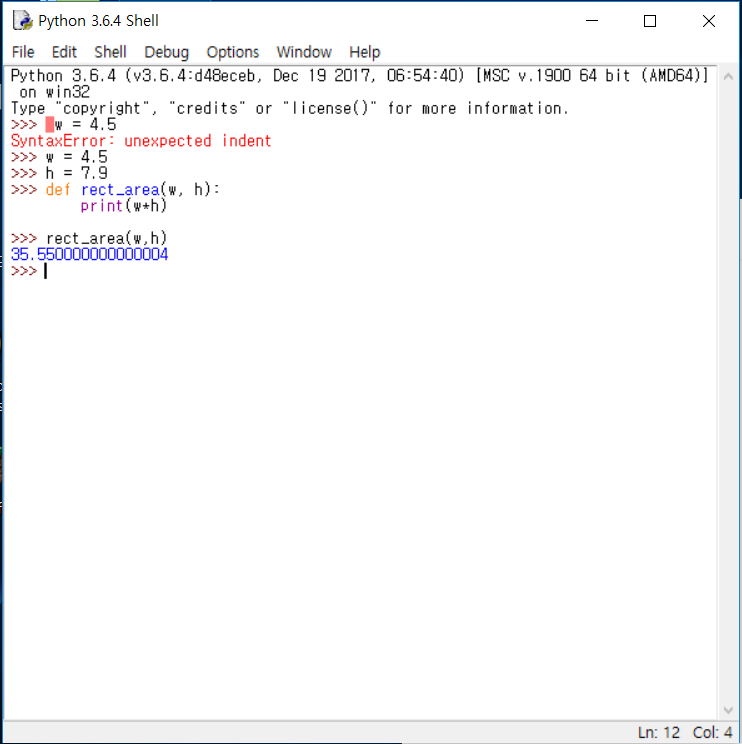 Python 3.6.4 Shell
File Edit Shell Debug Options Window Help
Python 3.6.4 (v3.6.4:d48eceb, Dec 19 2017, 06:54:40) [MSC v.1900 64 bit (AMD64)]
 on win32
Type "copyright", "credits" or "license()" for more information.
>>>  w = 4.5
SyntaxError: unexpected indent
>>> w = 4.5
>>> h = 7.9
>>> def rect_area(w, h):
        print(w*h)
>>> rect_area(w,h)
35.550000000000004
>>>
Ln: 12 Col: 4